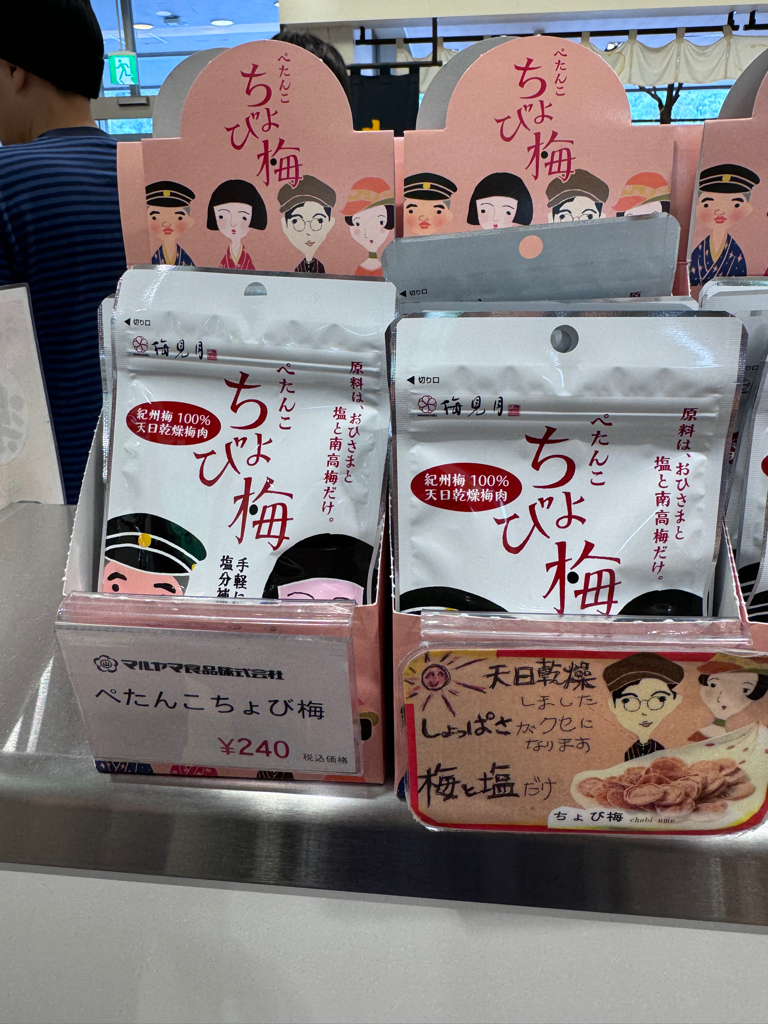 ぺたんこ
ちょび梅
ぺたんこ
ちょび梅
切り口
梅見月
紀州梅 100%
天日乾燥梅肉
ぺたんこ
ちょび梅
原料は、おひさまと
塩と南高梅だけ。
手軽に
塩分補
切り口
切り口
梅見月
紀州梅 100%
天日乾燥梅肉
ぺたんこ
ちょび梅
原料は、おひさまと
塩と南高梅だけ。
マルヤマ食品株式会社
ぺたんこちょび梅
¥240 税込価格
天日乾燥
しました
しょっぱさがクセに
なります
梅と塩だけ
ちょび梅 chobi-ume